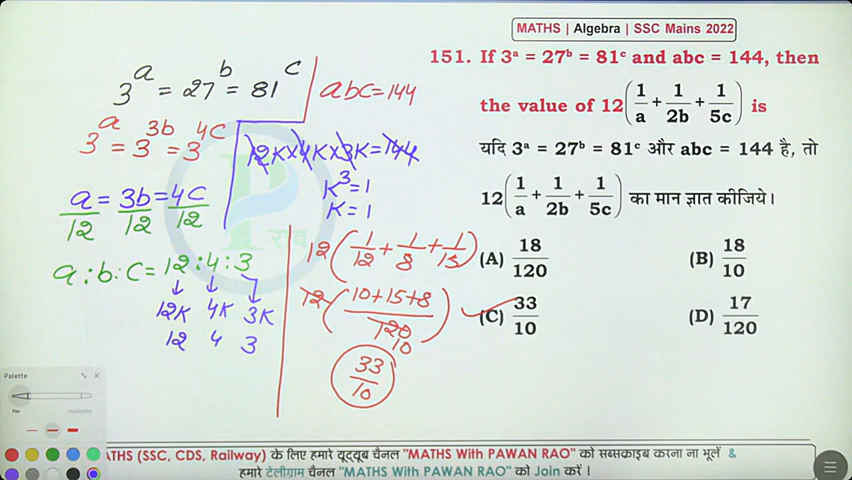 MATHS | Algebra | SSC Mains 2022
151. If 3ᵃ = 27ᵇ = 81ᶜ and abc = 144, then
the value of 12(1/a + 1/2b + 1/5c) is
यदि 3ᵃ = 27ᵇ = 81ᶜ और abc = 144 है, तो
12(1/a + 1/2b + 1/5c) का मान ज्ञात कीजिये।
(A) 18/120
(B) 18/10
(C) 33/10
(D) 17/120
3ᵃ = 27ᵇ = 81ᶜ
3ᵃ = 3³ᵇ = 3⁴ᶜ
a/12 = 3b/12 = 4c/12
a:b:c = 12:4:3
12K 4K 3K
12 4 3
abc = 144
12K×4K×3K=144
K³=1
K=1
12(1/12 + 1/8 + 1/15)
12(10+15+8/120)
10
33/10
राव
Palette
Pen
Highlighter
ATHS (SSC, CDS, Railway) के लिए हमारे यूट्यूब चैनल "MATHS With PAWAN RAO" को सब्सक्राइब करना ना भूलें &
हमारे टेलीग्राम चैनल "MATHS With PAWAN RAO" को Join करें !